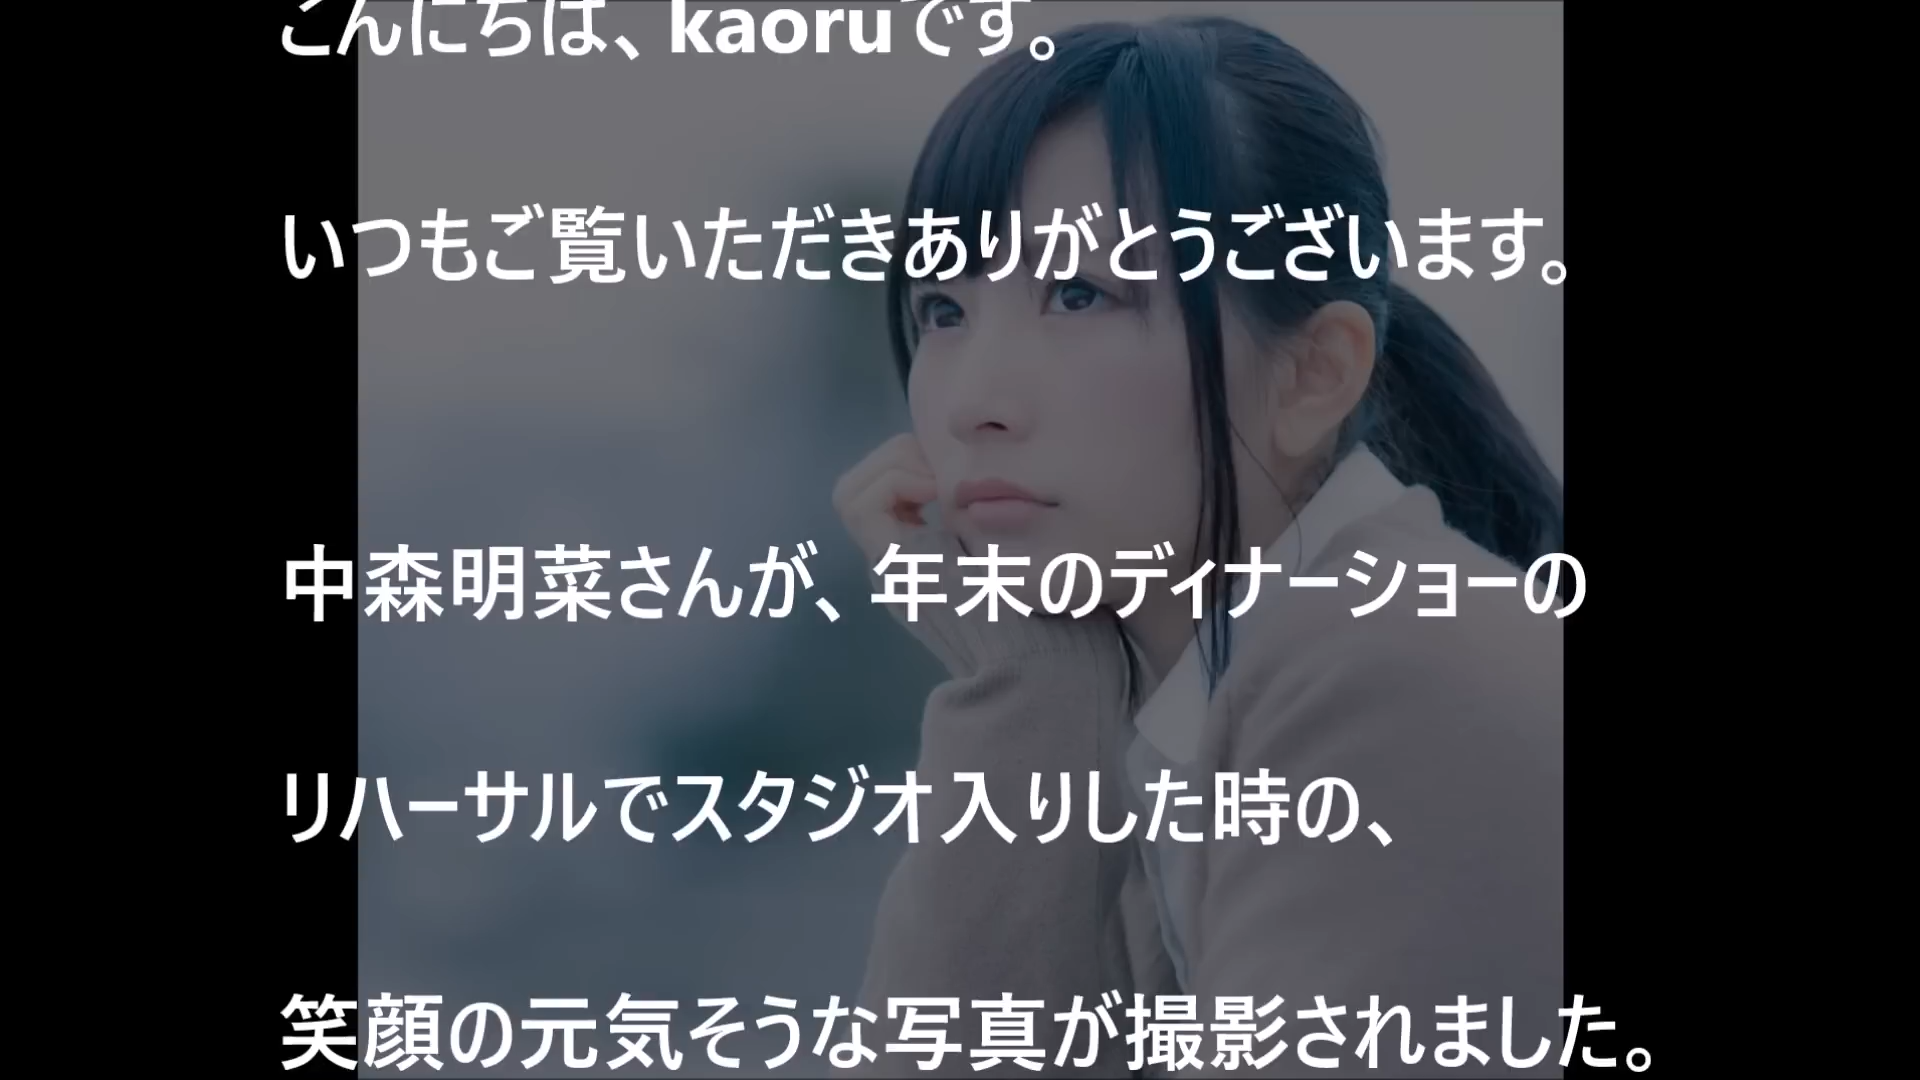 こんにちは、kaoruです。
いつもご覧いただきありがとうございます。
中森明菜さんが、年末のディナーショーの
リハーサルでスタジオ入りした時の、
笑顔の元気そうな写真が撮影されました。